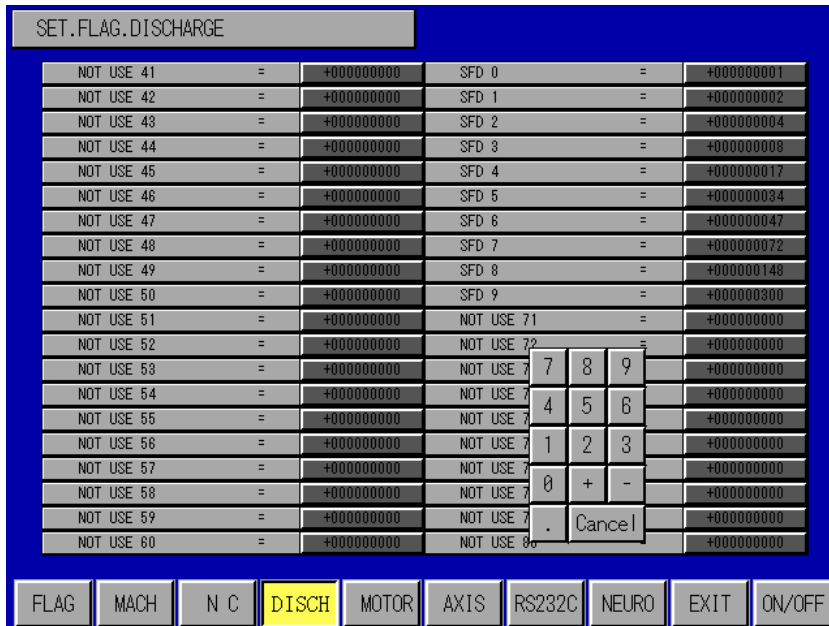 SET.FLAG.DISCHARGE
NOT USE 41 = +000000000 SFD 0 = +000000001
NOT USE 42 = +000000000 SFD 1 = +000000002
NOT USE 43 = +000000000 SFD 2 = +000000004
NOT USE 44 = +000000000 SFD 3 = +000000008
NOT USE 45 = +000000000 SFD 4 = +000000017
NOT USE 46 = +000000000 SFD 5 = +000000034
NOT USE 47 = +000000000 SFD 6 = +000000047
NOT USE 48 = +000000000 SFD 7 = +000000072
NOT USE 49 = +000000000 SFD 8 = +000000148
NOT USE 50 = +000000000 SFD 9 = +000000300
NOT USE 51 = +000000000 NOT USE 71 = +000000000
NOT USE 52 = +000000000 NOT USE 72 = +000000000
NOT USE 53 = +000000000 NOT USE 7 +000000000
NOT USE 54 = +000000000 NOT USE 7 +000000000
NOT USE 55 = +000000000 NOT USE 7 +000000000
NOT USE 56 = +000000000 NOT USE 7 +000000000
NOT USE 57 = +000000000 NOT USE 7 +000000000
NOT USE 58 = +000000000 NOT USE 7 +000000000
NOT USE 59 = +000000000 NOT USE 7 +000000000
NOT USE 60 = +000000000 NOT USE 80 = +000000000
7 8 9
4 5 6
1 2 3
0 + -
. Cancel
FLAG MACH N C DISCH MOTOR AXIS RS232C NEURO EXIT ON/OFF